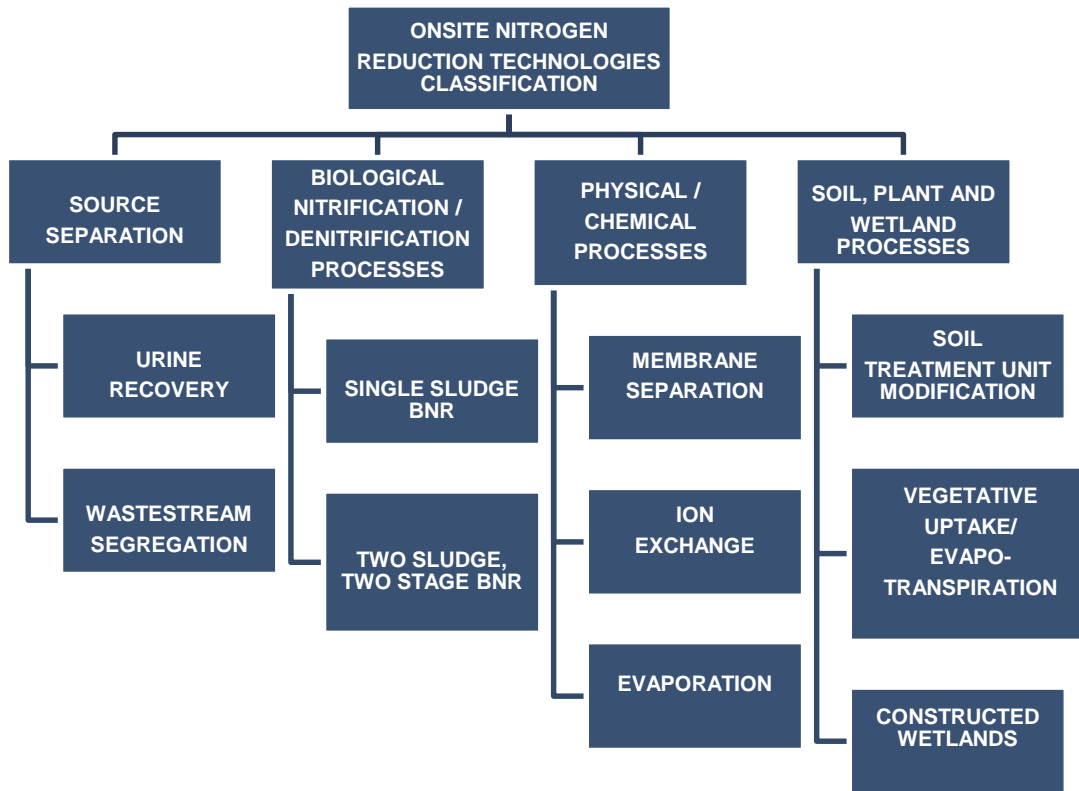 ONSITE NITROGEN
REDUCTION TECHNOLOGIES
CLASSIFICATION
SOURCE
SEPARATION
URINE
RECOVERY
WASTESTREAM
SEGREGATION
BIOLOGICAL
NITRIFICATION /
DENITRIFICATION
PROCESSES
SINGLE SLUDGE
BNR
TWO SLUDGE,
TWO STAGE BNR
PHYSICAL /
CHEMICAL
PROCESSES
MEMBRANE
SEPARATION
ION
EXCHANGE
EVAPORATION
SOIL, PLANT AND
WETLAND
PROCESSES
SOIL
TREATMENT UNIT
MODIFICATION
VEGETATIVE
UPTAKE/
EVAPO-
TRANSPIRATION
CONSTRUCTED
WETLANDS